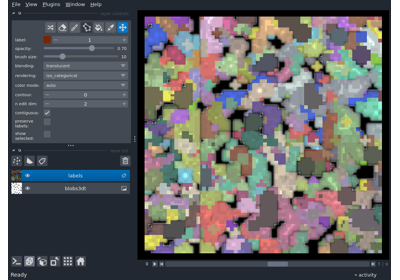 File View Plugins Window Help
label: 1
opacity: 0.70
brush size: 10
blending: translucent
rendering: iso_categorical
color mode: auto
contour: 0
n edit dim: 2
contiguous:
preserve
labels:
show
selected:
labels
blobs3dt
Ready
activity